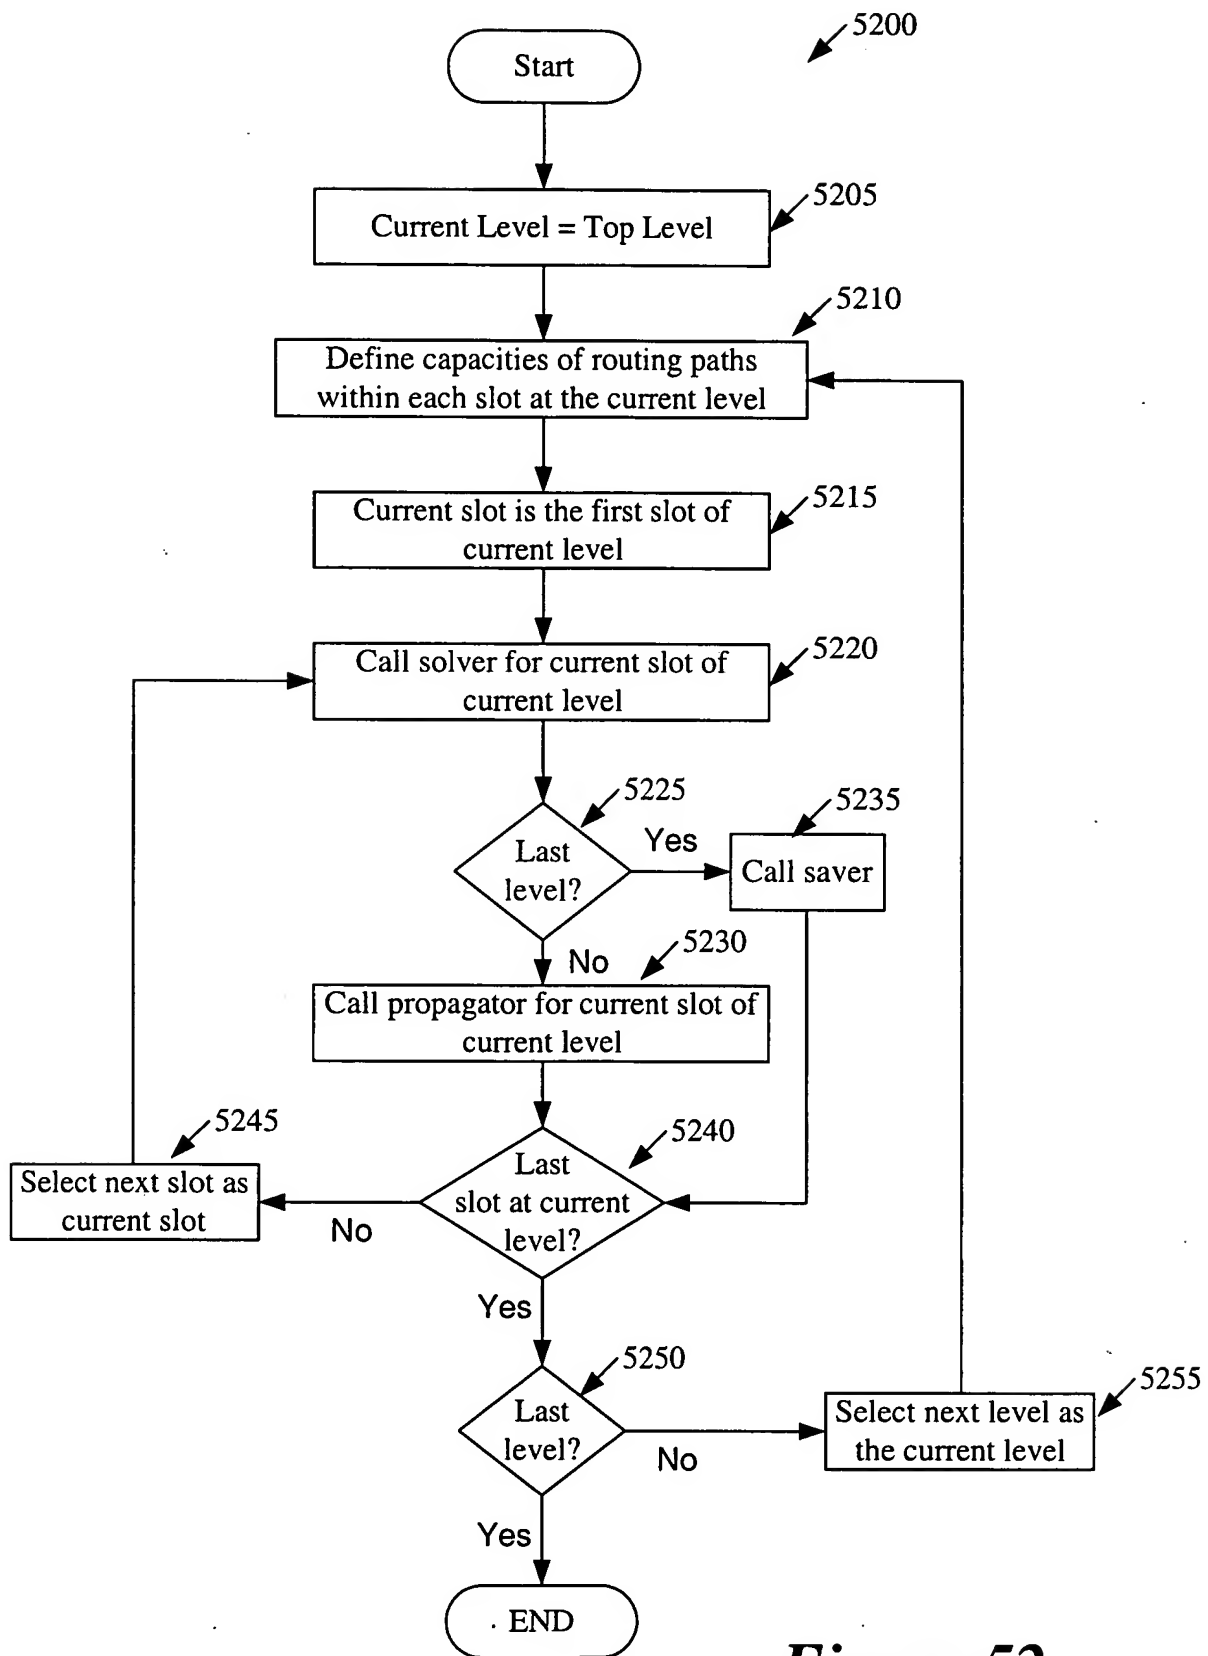 5200
Start
5205
Current Level = Top Level
5210
Define capacities of routing paths
within each slot at the current level
5215
Current slot is the first slot of
current level
5220
Call solver for current slot of
current level
5225
5235
Yes
Last
level?
Call saver
5230
No
Call propagator for current slot of
current level
5245
5240
Last
slot at current
level?
Select next slot as
current slot
No
Yes
5250
5255
Last
level?
Select next level as
the current level
No
Yes
END
Figure 52